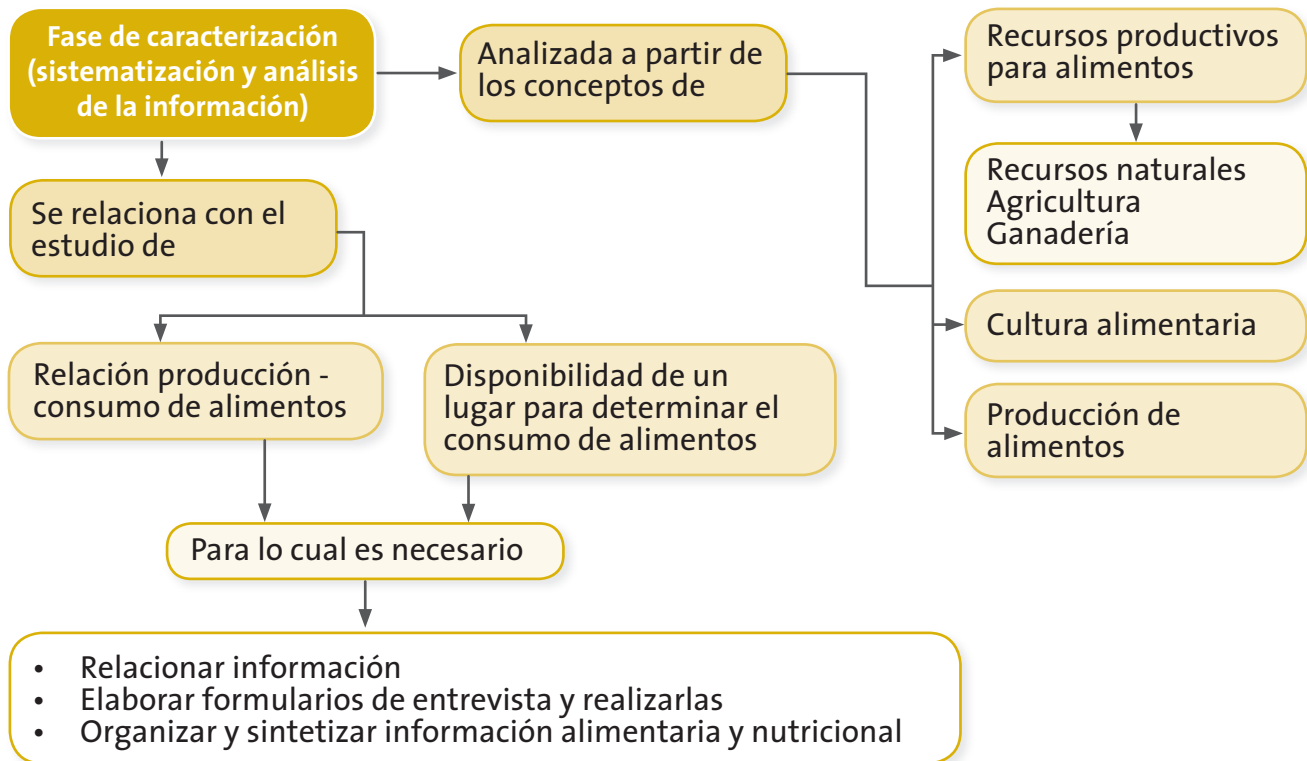 Fase de caracterización
(sistematización y análisis
de la información)
Analizada a partir de
los conceptos de
Recursos productivos
para alimentos
Recursos naturales
Agricultura
Ganadería
Cultura alimentaria
Producción de
alimentos
Se relaciona con el
estudio de
Relación producción -
consumo de alimentos
Disponibilidad de un
lugar para determinar el
consumo de alimentos
Para lo cual es necesario
• Relacionar información
• Elaborar formularios de entrevista y realizarlas
• Organizar y sintetizar información alimentaria y nutricional